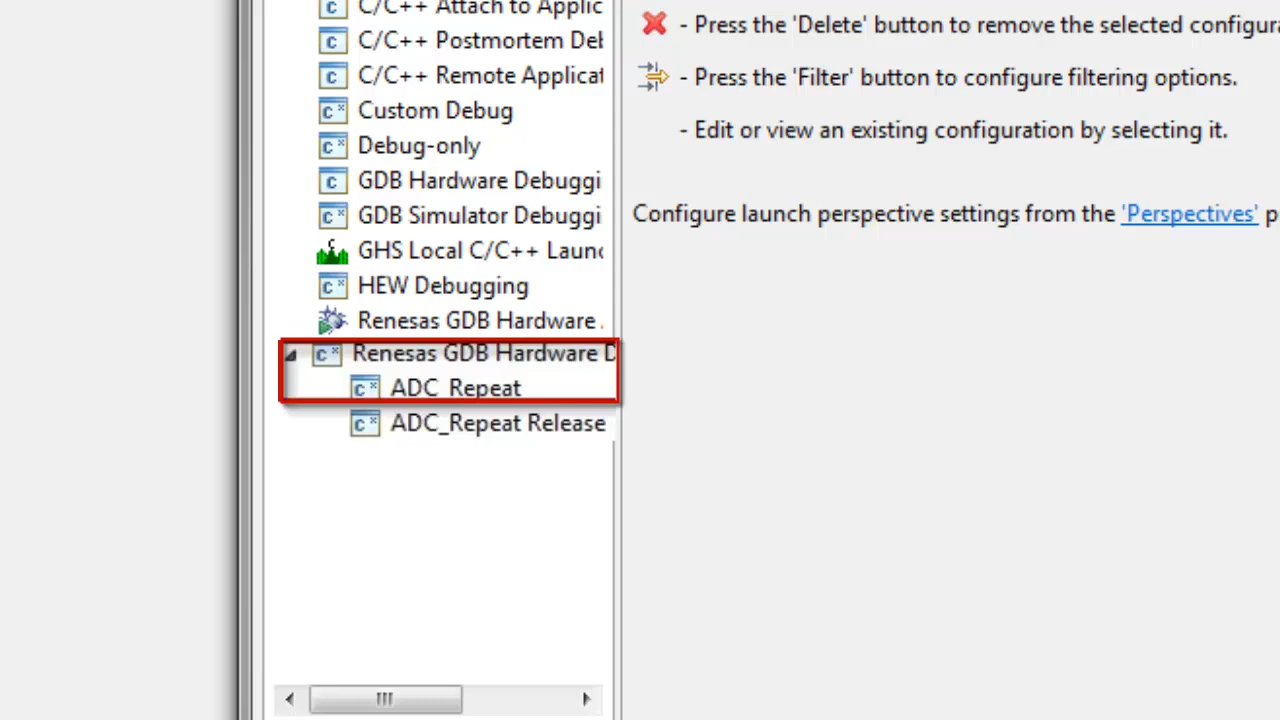 C/C++ Attach to Applic
C/C++ Postmortem Deb
C/C++ Remote Applicat
Custom Debug
Debug-only
GDB Hardware Debuggi
GDB Simulator Debuggi
GHS Local C/C++ Launc
HEW Debugging
Renesas GDB Hardware
Renesas GDB Hardware D
ADC_Repeat
ADC_Repeat Release
- Press the 'Delete' button to remove the selected configura
- Press the 'Filter' button to configure filtering options.
- Edit or view an existing configuration by selecting it.
Configure launch perspective settings from the 'Perspectives' p